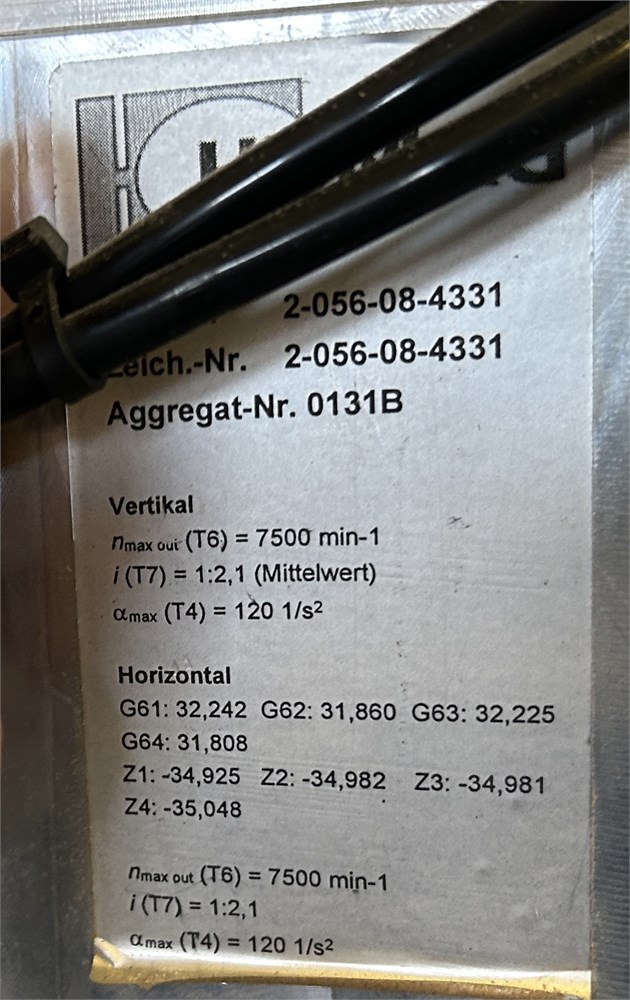 2-056-08-4331
Zeich.-Nr. 2-056-08-4331
Aggregat-Nr. 0131B
Vertikal
nmax out (T6) = 7500 min-1
i (T7) = 1:2,1 (Mittelwert)
αmax (T4) = 120 1/s²
Horizontal
G61: 32,242 G62: 31,860 G63: 32,225
G64: 31,808
Z1: -34,925 Z2: -34,982 Z3: -34,981
Z4: -35,048
nmax out (T6) = 7500 min-1
i (T7) = 1:2,1
αmax (T4) = 120 1/s²